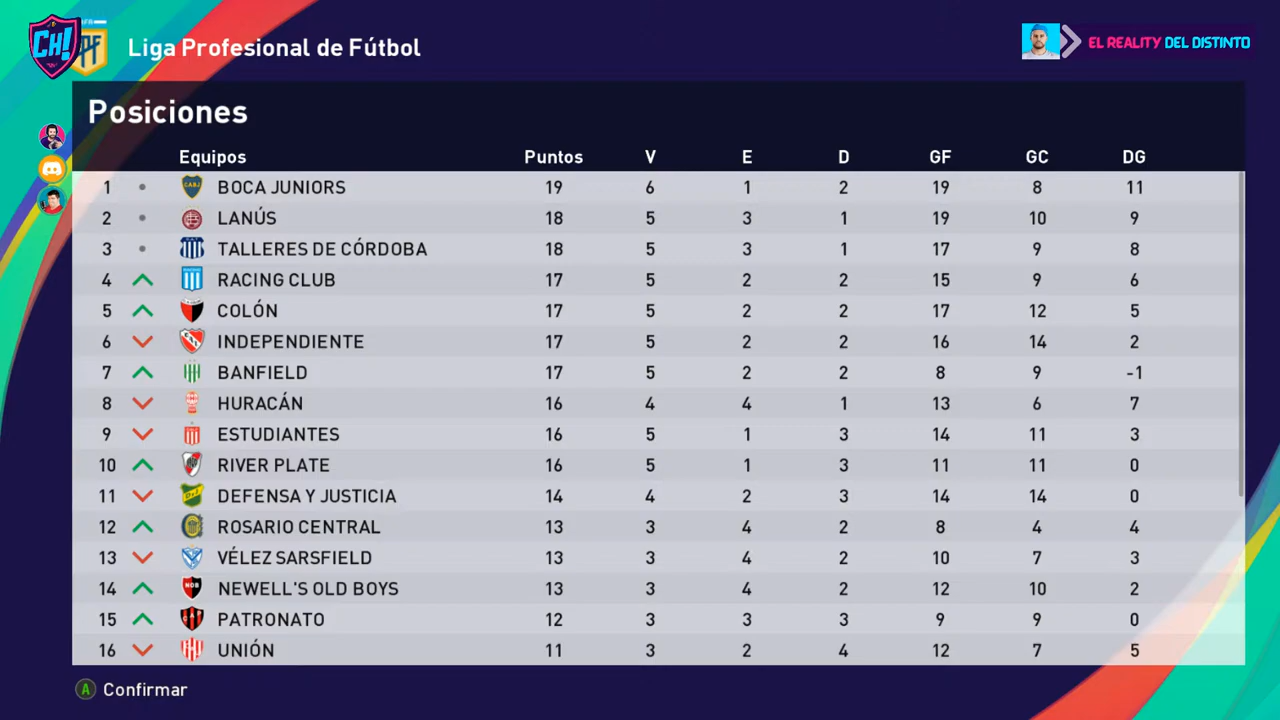 CH!
Liga Profesional de Fútbol
EL REALITY DEL DISTINTO
Posiciones
Equipos Puntos V E D GF GC DG
1 BOCA JUNIORS 19 6 1 2 19 8 11
2 LANÚS 18 5 3 1 19 10 9
3 TALLERES DE CÓRDOBA 18 5 3 1 17 9 8
4 RACING CLUB 17 5 2 2 15 9 6
5 COLÓN 17 5 2 2 17 12 5
6 INDEPENDIENTE 17 5 2 2 16 14 2
7 BANFIELD 17 5 2 2 8 9 -1
8 HURACÁN 16 4 4 1 13 6 7
9 ESTUDIANTES 16 5 1 3 14 11 3
10 RIVER PLATE 16 5 1 3 11 11 0
11 DEFENSA Y JUSTICIA 14 4 2 3 14 14 0
12 ROSARIO CENTRAL 13 3 4 2 8 4 4
13 VÉLEZ SARSFIELD 13 3 4 2 10 7 3
14 NEWELL'S OLD BOYS 13 3 4 2 12 10 2
15 PATRONATO 12 3 3 3 9 9 0
16 UNIÓN 11 3 2 4 12 7 5
A Confirmar